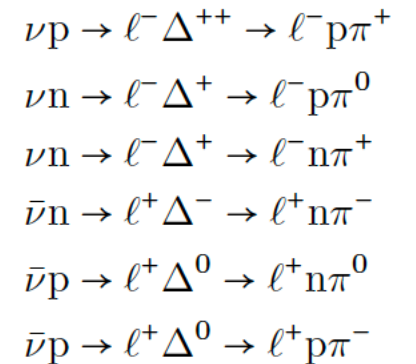 νp → ℓ⁻Δ⁺⁺ → ℓ⁻pπ⁺
νn → ℓ⁻Δ⁺ → ℓ⁻pπ⁰
νn → ℓ⁻Δ⁺ → ℓ⁻nπ⁺
ν̄n → ℓ⁺Δ⁻ → ℓ⁺nπ⁻
ν̄p → ℓ⁺Δ⁰ → ℓ⁺nπ⁰
ν̄p → ℓ⁺Δ⁰ → ℓ⁺pπ⁻